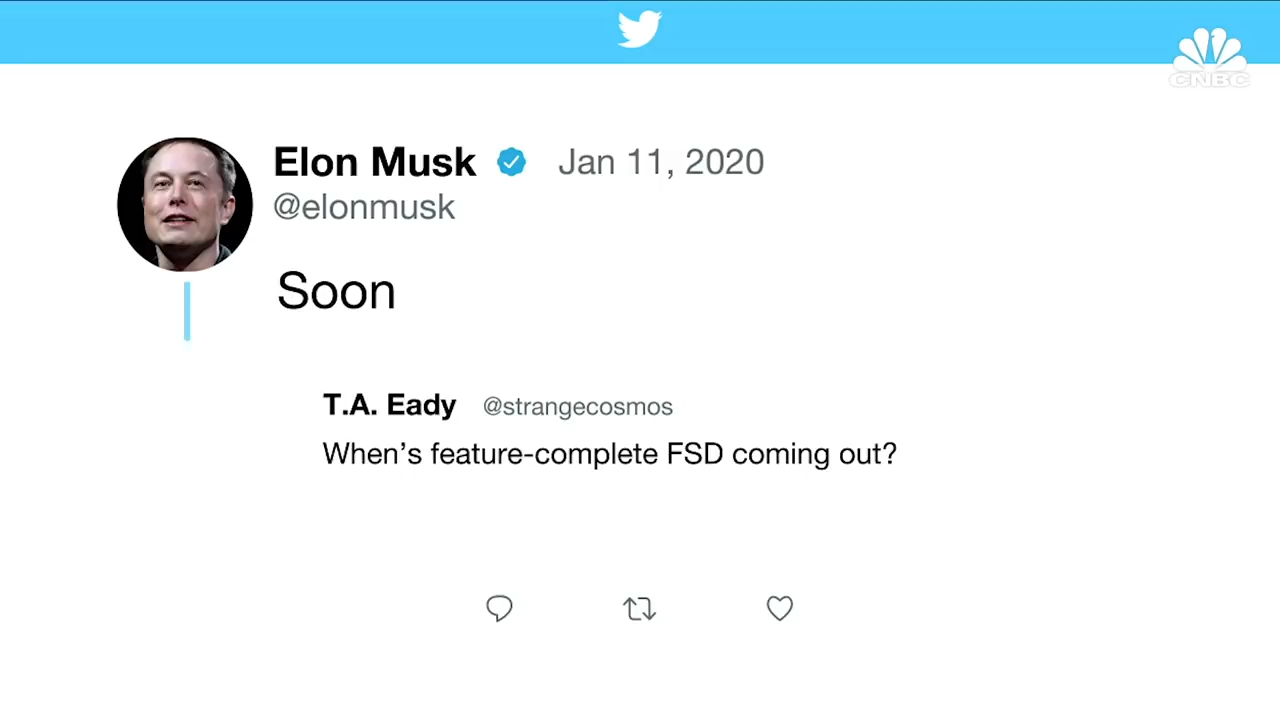 CNBC
Elon Musk Jan 11, 2020
@elonmusk
Soon
T.A. Eady @strangecosmos
When’s feature-complete FSD coming out?